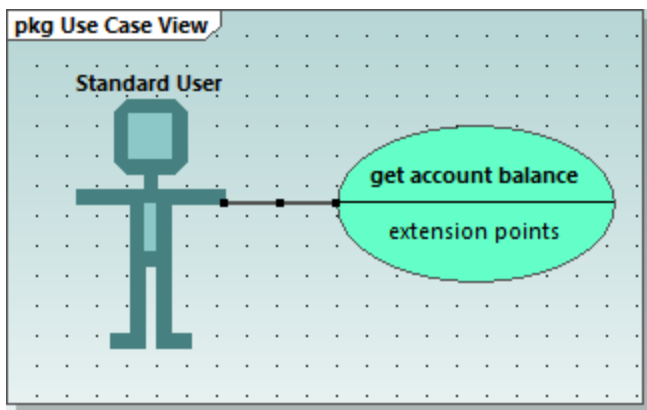 pkg Use Case View
Standard User
get account balance
extension points